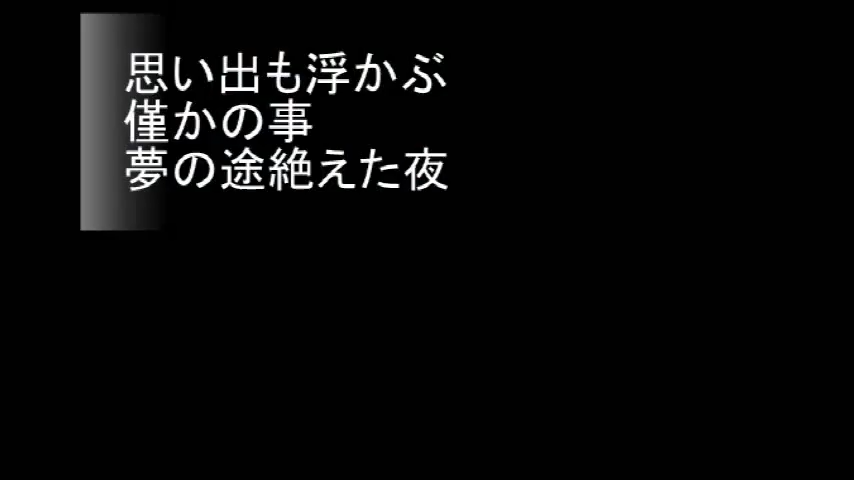 思い出も浮かぶ
僅かの事
夢の途絶えた夜